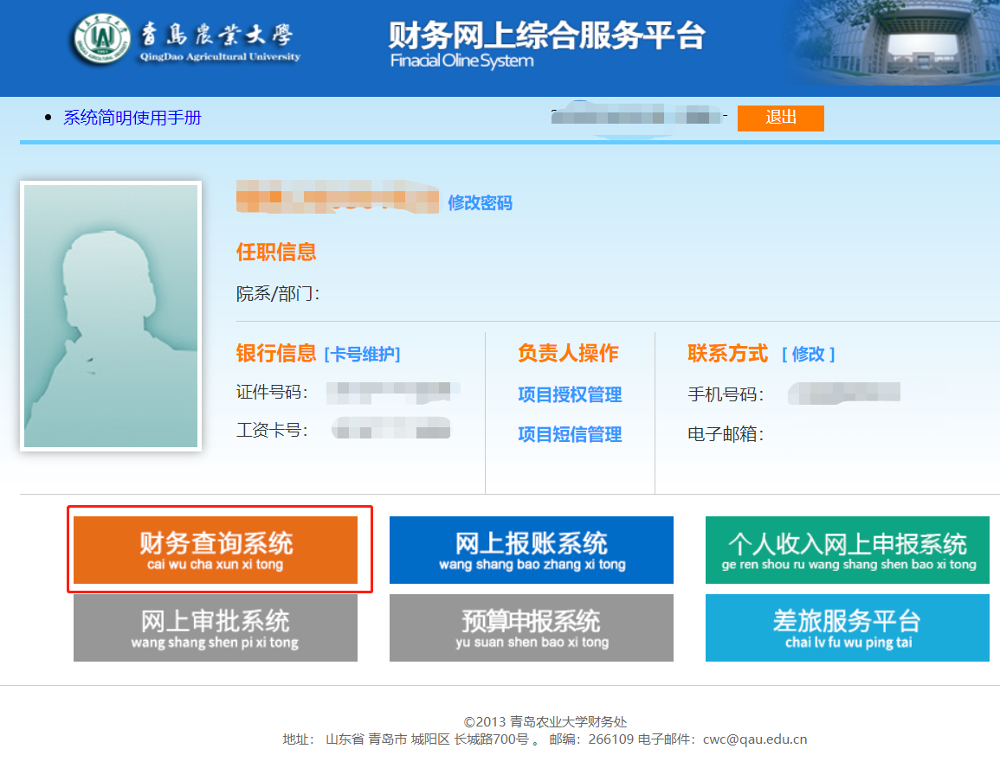 青島農業大學
QingDao Agricultural University
财务网上综合服务平台
Finacial Oline System
系统简明使用手册
退出
修改密码
任职信息
院系/部门：
银行信息 [卡号维护]
证件号码：
工资卡号：
负责人操作
项目授权管理
项目短信管理
联系方式 [ 修改 ]
手机号码：
电子邮箱：
财务查询系统
cai wu cha xun xi tong
网上报账系统
wang shang bao zhang xi tong
个人收入网上申报系统
ge ren shou ru wang shang shen bao xi tong
网上审批系统
wang shang shen pi xi tong
预算申报系统
yu suan shen bao xi tong
差旅服务平台
chai lv fu wu ping tai
©2013 青岛农业大学财务处
地址： 山东省 青岛市 城阳区 长城路700号 。 邮编：266109 电子邮件：cwc@qau.edu.cn